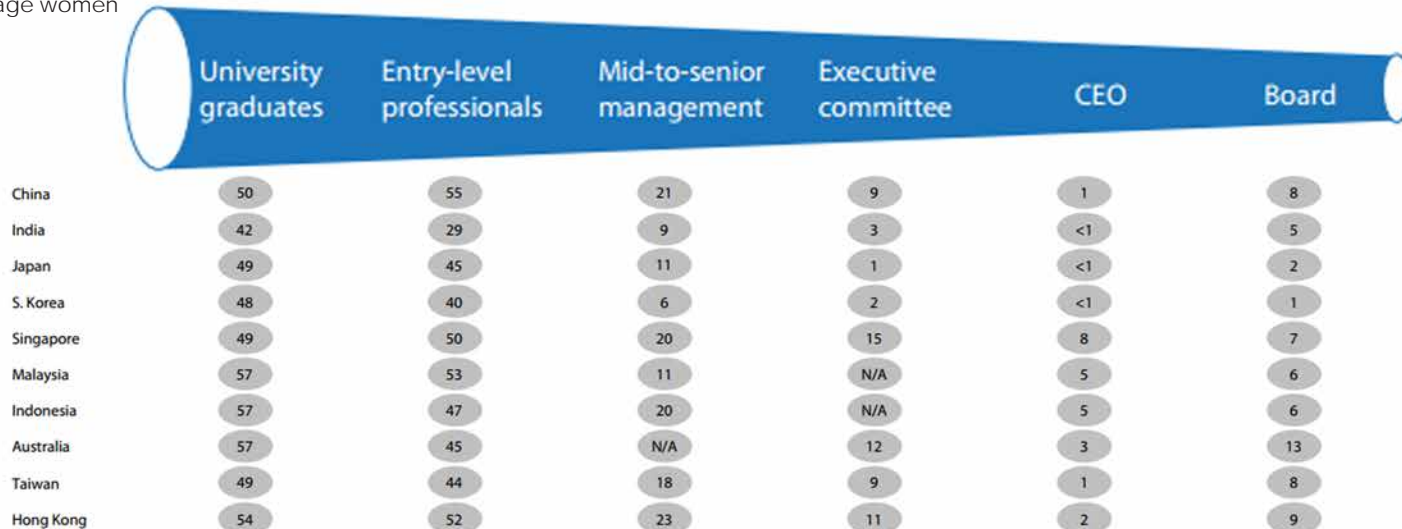 women
University graduates
Entry-level professionals
Mid-to-senior management
Executive committee
CEO
Board
China 50 55 21 9 1 8
India 42 29 9 3 <1 5
Japan 49 45 11 1 <1 2
S. Korea 48 40 6 2 <1 1
Singapore 49 50 20 15 8 7
Malaysia 57 53 11 N/A 5 6
Indonesia 57 47 20 N/A 5 6
Australia 57 45 N/A 12 3 13
Taiwan 49 44 18 9 1 8
Hong Kong 54 52 23 11 2 9